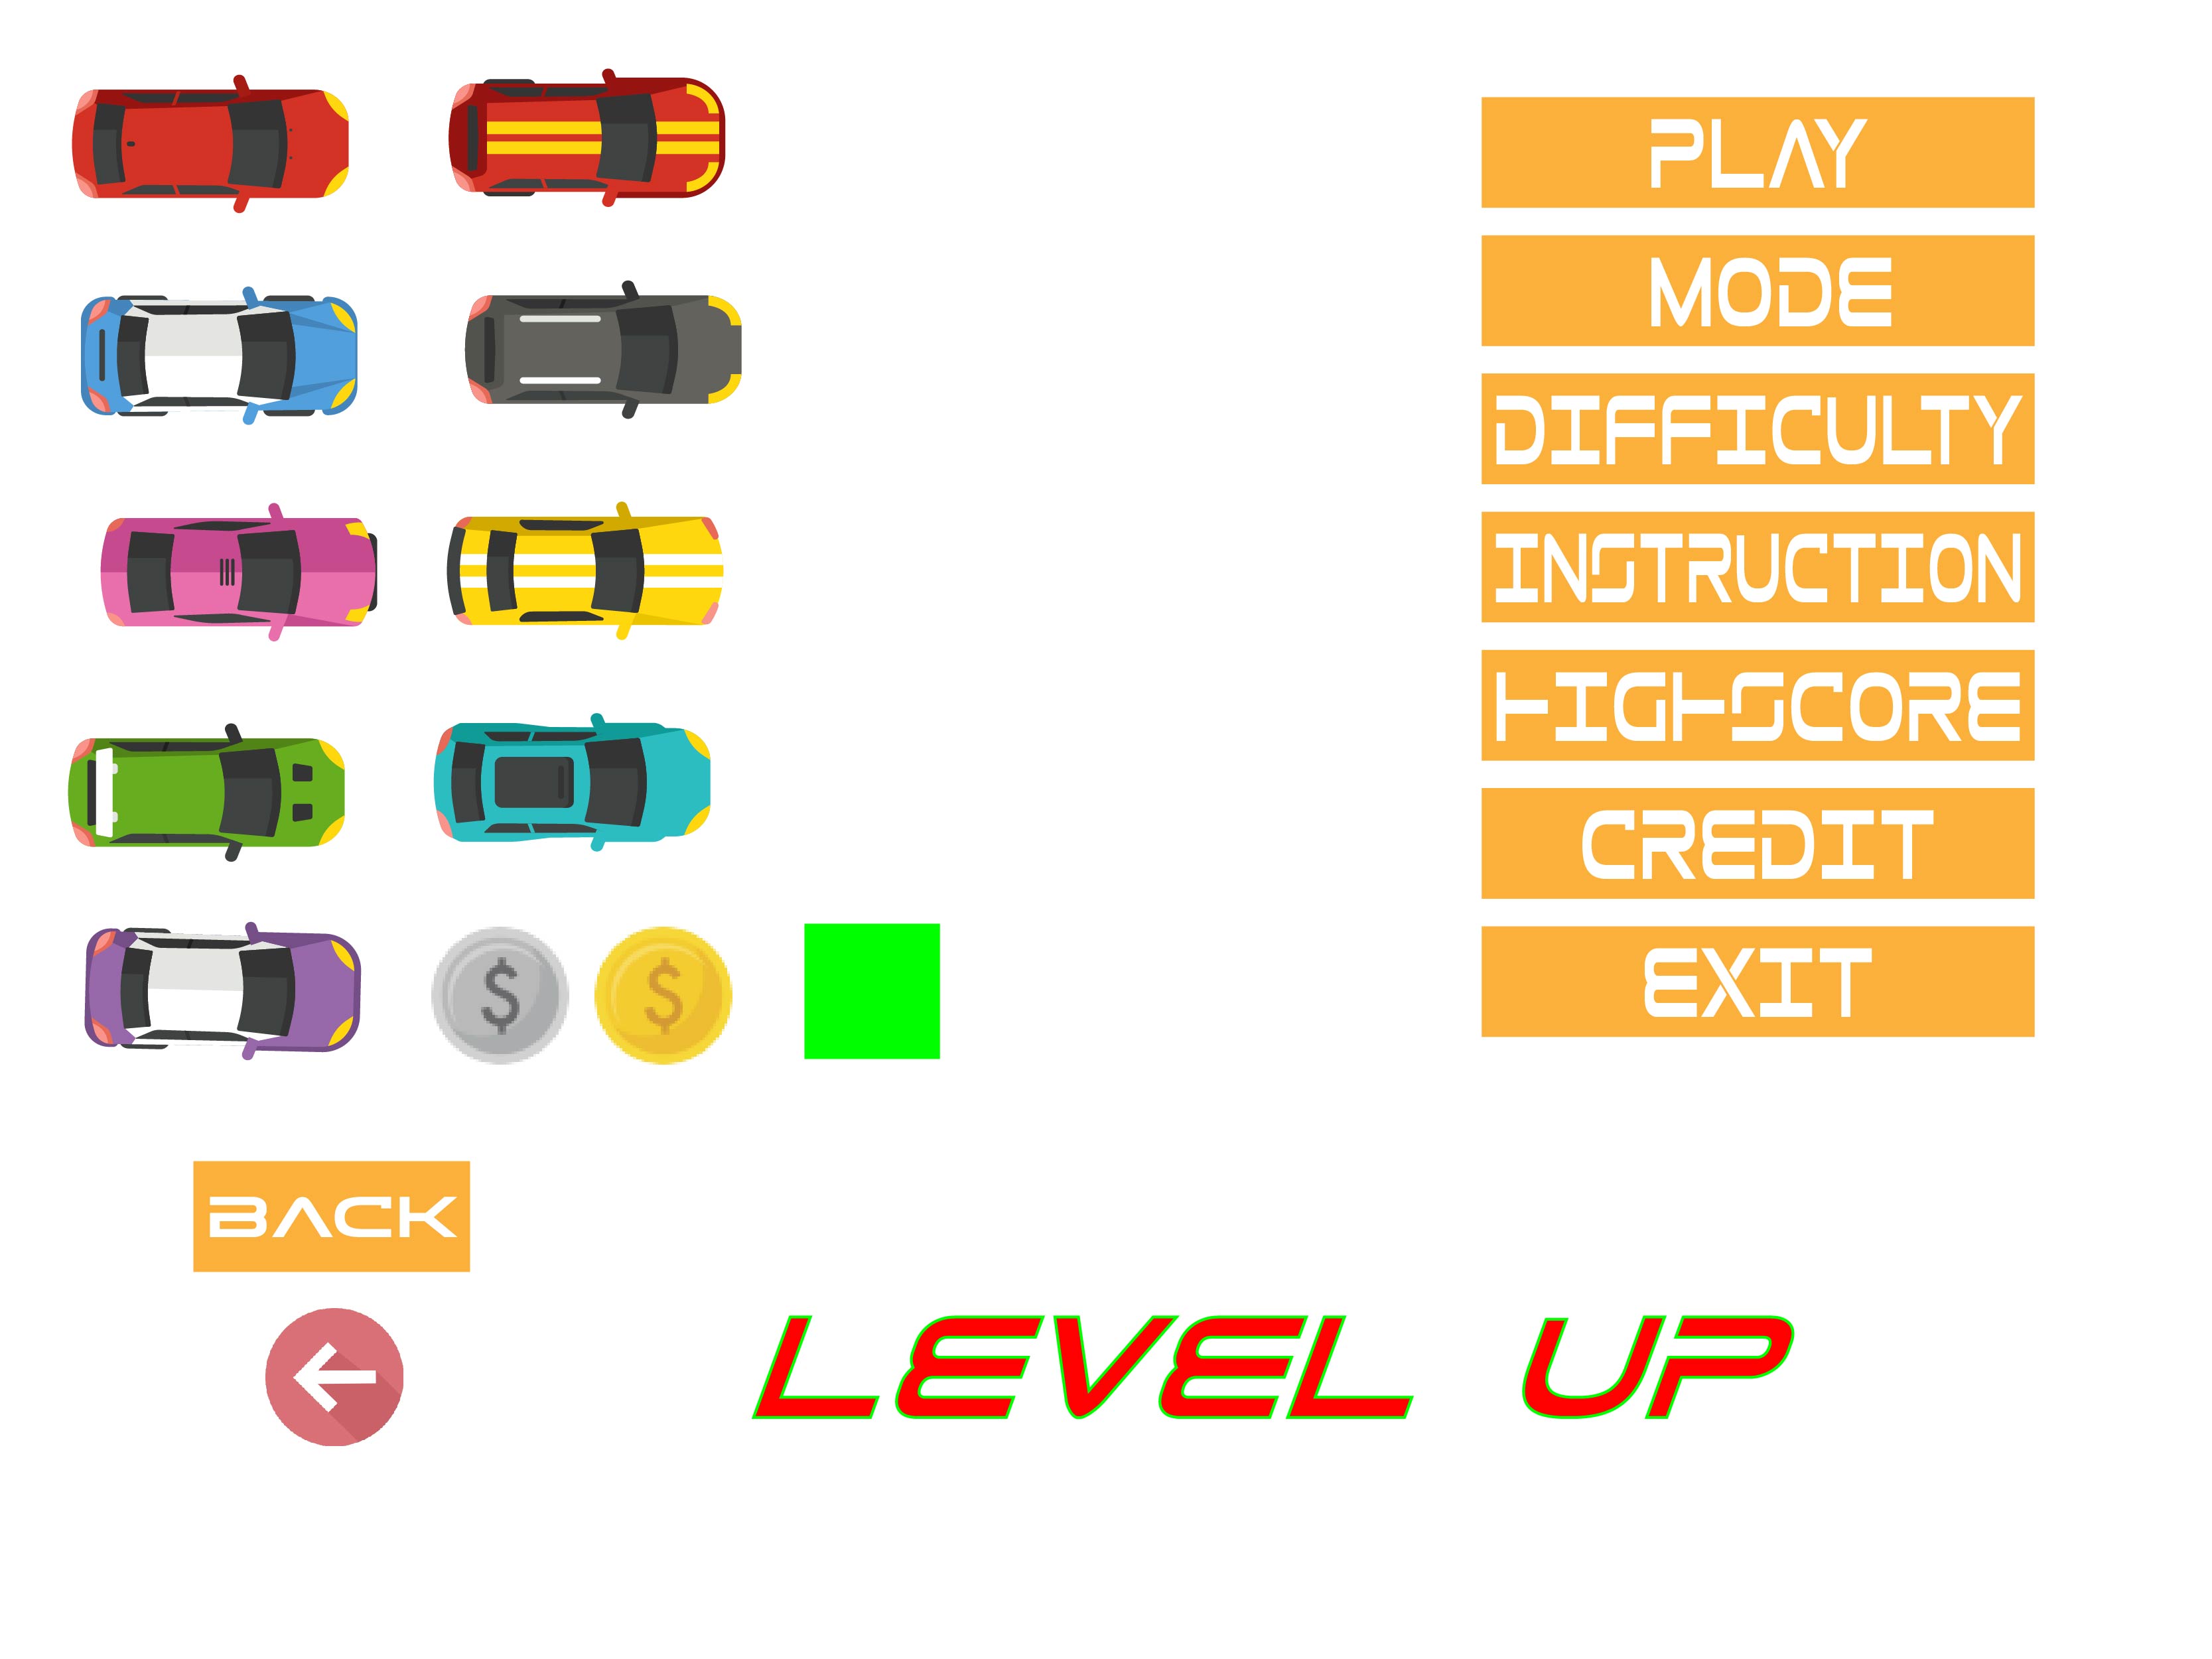 PLAY
MODE
DIFFICULTY
INSTRUCTION
HIGHSCORE
CREDIT
$ $
EXIT
BACK
LEVEL UP